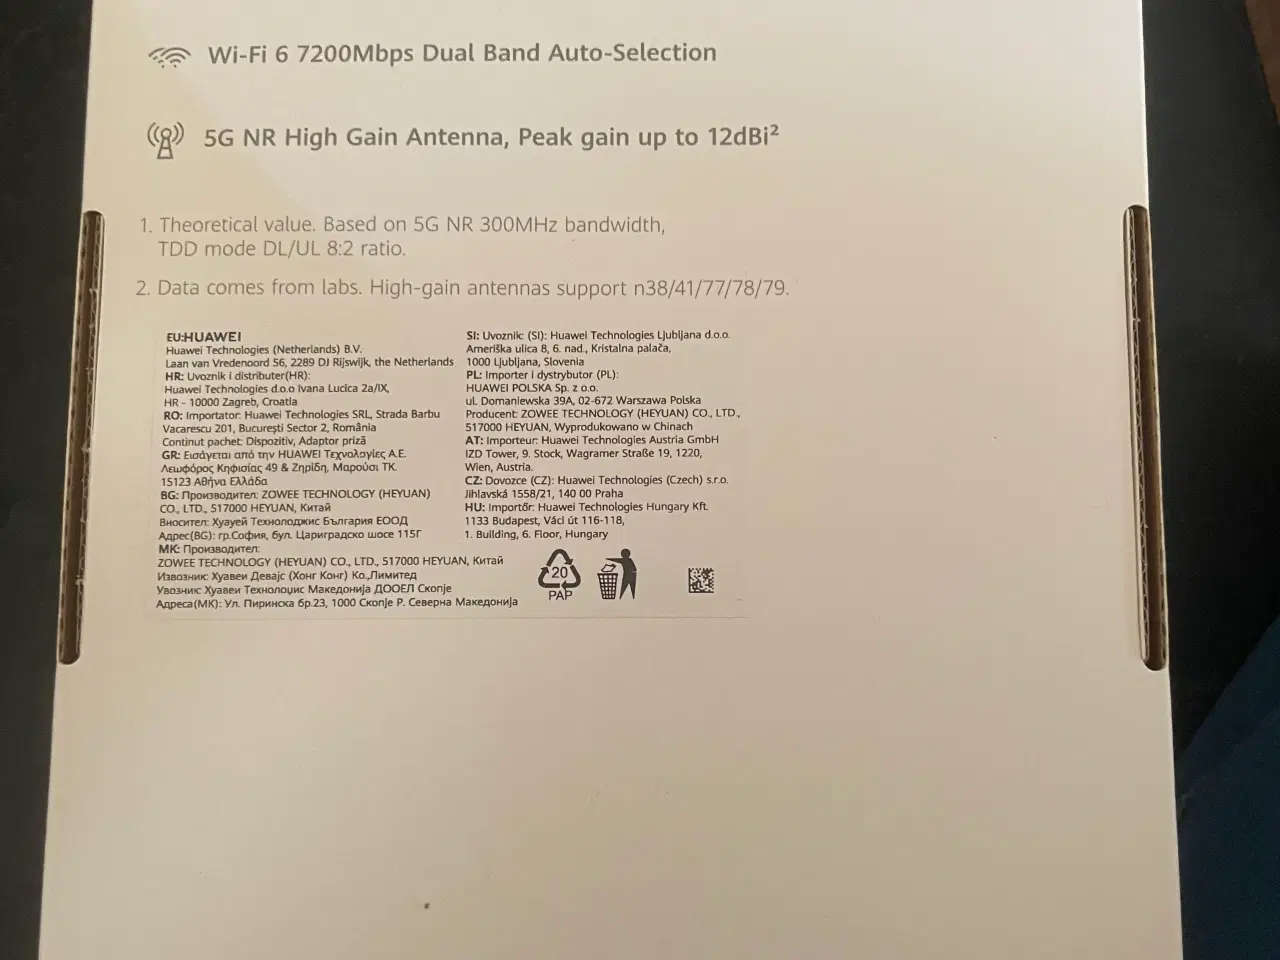 Wi-Fi 6 7200Mbps Dual Band Auto-Selection
5G NR High Gain Antenna, Peak gain up to 12dBi²
1. Theoretical value. Based on 5G NR 300MHz bandwidth,
TDD mode DL/UL 8:2 ratio.
2. Data comes from labs. High-gain antennas support n38/41/77/78/79.
EU:HUAWEI
Huawei Technologies (Netherlands) B.V.
Laan van Vredenoord 56, 2289 DJ Rijswijk, the Netherlands
HR: Uvoznik i distributer(HR):
Huawei Technologies d.o.o Ivana Lucica 2a/IX,
HR - 10000 Zagreb, Croatia
RO: Importator: Huawei Technologies SRL, Strada Barbu
Vacarescu 201, Bucureşti Sector 2, România
Continut pachet: Dispozitiv, Adaptor priză
GR: Εισάγεται από την HUAWEI Τεχνολογίες Α.Ε.
Λεωφόρος Κηφισίας 49 & Ζηρίδη, Μαρούσι ΤΚ.
15123 Αθήνα Ελλάδα
BG: Производител: ZOWEE TECHNOLOGY (HEYUAN)
CO., LTD., 517000 HEYUAN, Китай
Вносител: Хуауей Технолоджис България ЕООД
Адрес(BG): гр.София, бул. Цариградско шосе 115Г
MK: Производител:
ZOWEE TECHNOLOGY (HEYUAN) CO., LTD., 517000 HEYUAN, Китай
Извозник: Хуавеи Девајс (Хонг Конг) Ко.,Лимитед
Увозник: Хуавеи Технолоџис Македонија ДООЕЛ Скопје
Адреса(МК): Ул. Пиринска бр.23, 1000 Скопје Р. Северна Македонија
SI: Uvoznik: (SI): Huawei Technologies Ljubljana d.o.o.
Ameriška ulica 8, 6. nad., Kristalna palača,
1000 Ljubljana, Slovenia
PL: Importer i dystrybutor (PL):
HUAWEI POLSKA Sp. z o.o.
ul. Domaniewska 39A, 02-672 Warszawa Polska
Producent: ZOWEE TECHNOLOGY (HEYUAN) CO., LTD.,
517000 HEYUAN, Wyprodukowano w Chinach
AT: Importeur: Huawei Technologies Austria GmbH
IZD Tower, 9. Stock, Wagramer Straße 19, 1220,
Wien, Austria.
CZ: Dovozce (CZ): Huawei Technologies (Czech) s.r.o.
Jihlavská 1558/21, 140 00 Praha
HU: Importőr: Huawei Technologies Hungary Kft.
1133 Budapest, Váci út 116-118,
1. Building, 6. Floor, Hungary
20
PAP